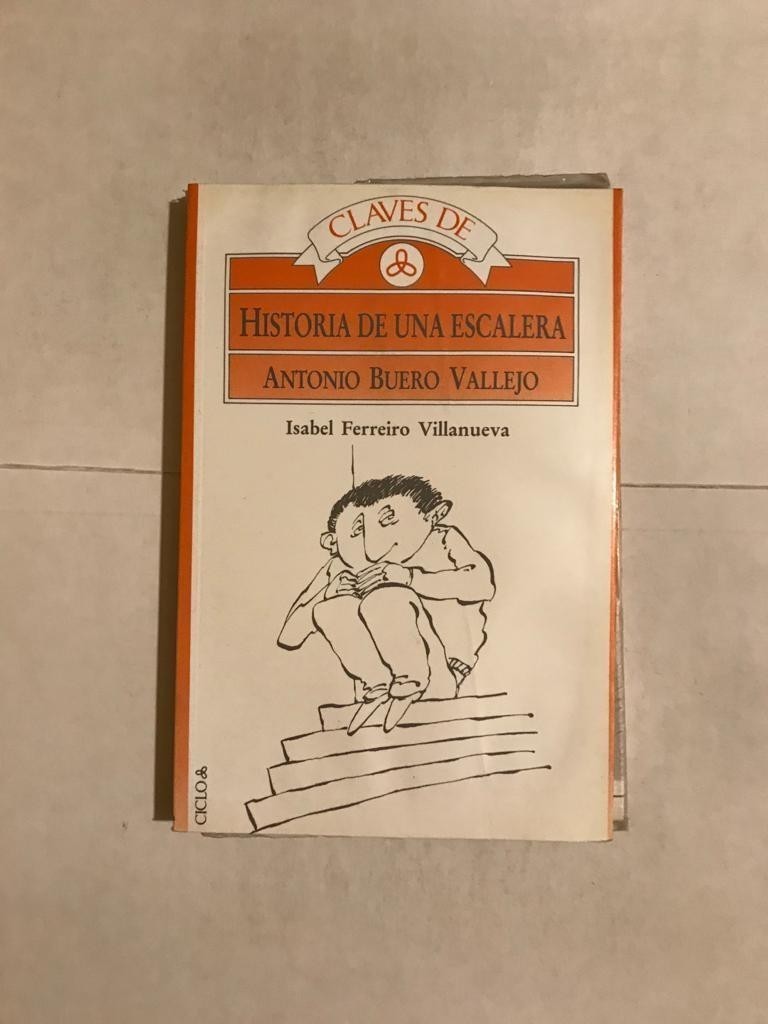 CLAVES DE
HISTORIA DE UNA ESCALERA
ANTONIO BUERO VALLEJO
Isabel Ferreiro Villanueva
CICLO